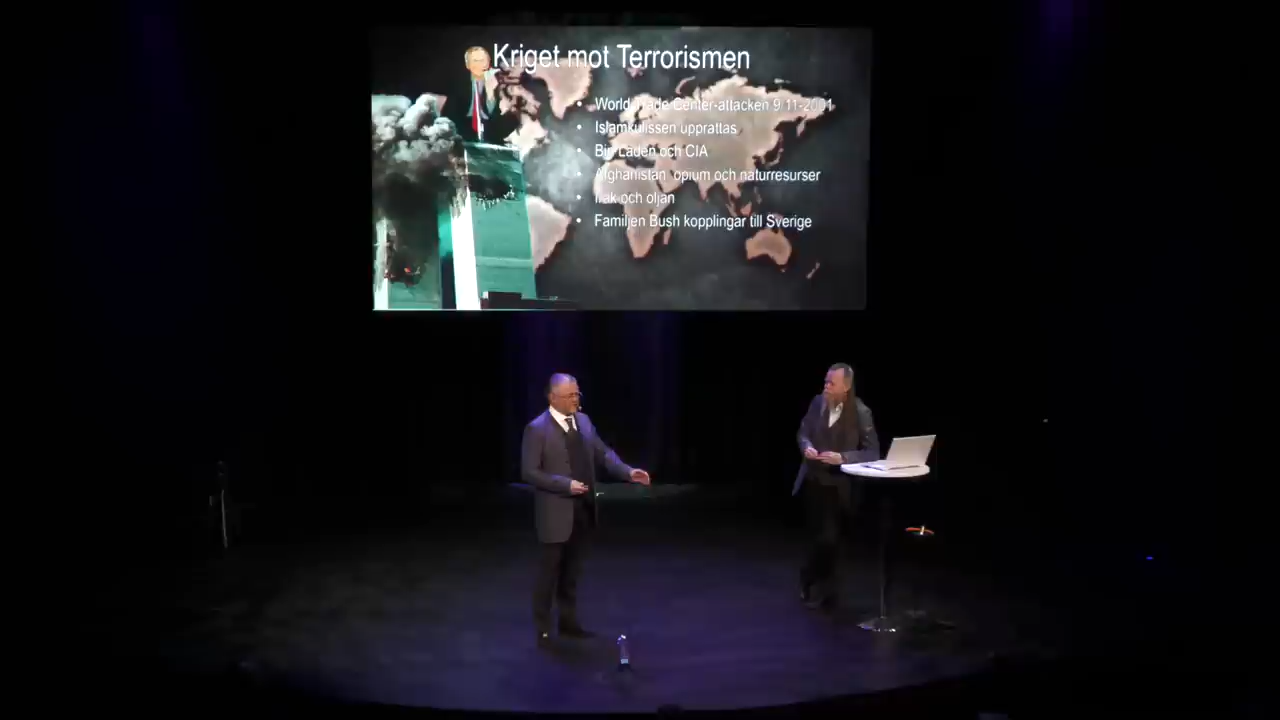 Kriget mot Terrorismen
• World Trade Center-attacken 9/11-2001
• Islamkulissen upprättas
• Bin-Laden och CIA
• Afghanistan opium och naturresurser
• Irak och oljan
• Familjen Bush kopplingar till Sverige